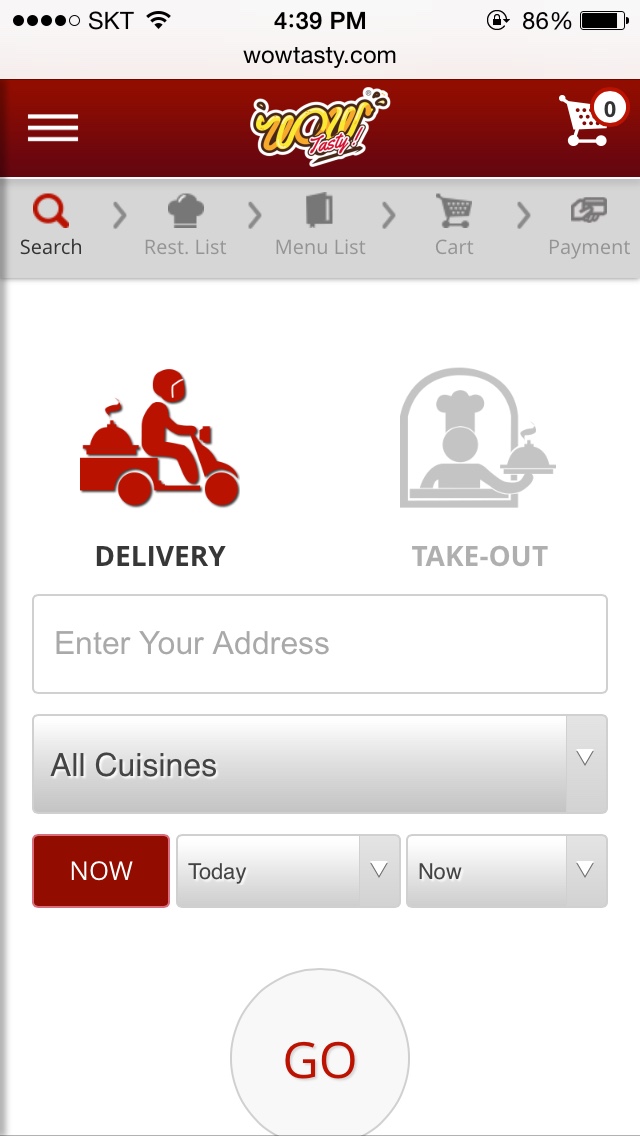 SKT 4:39 PM 86%
wowtasty.com
WOW
Tasty!
®
0
Search Rest. List Menu List Cart Payment
DELIVERY TAKE-OUT
Enter Your Address
All Cuisines
NOW Today Now
GO